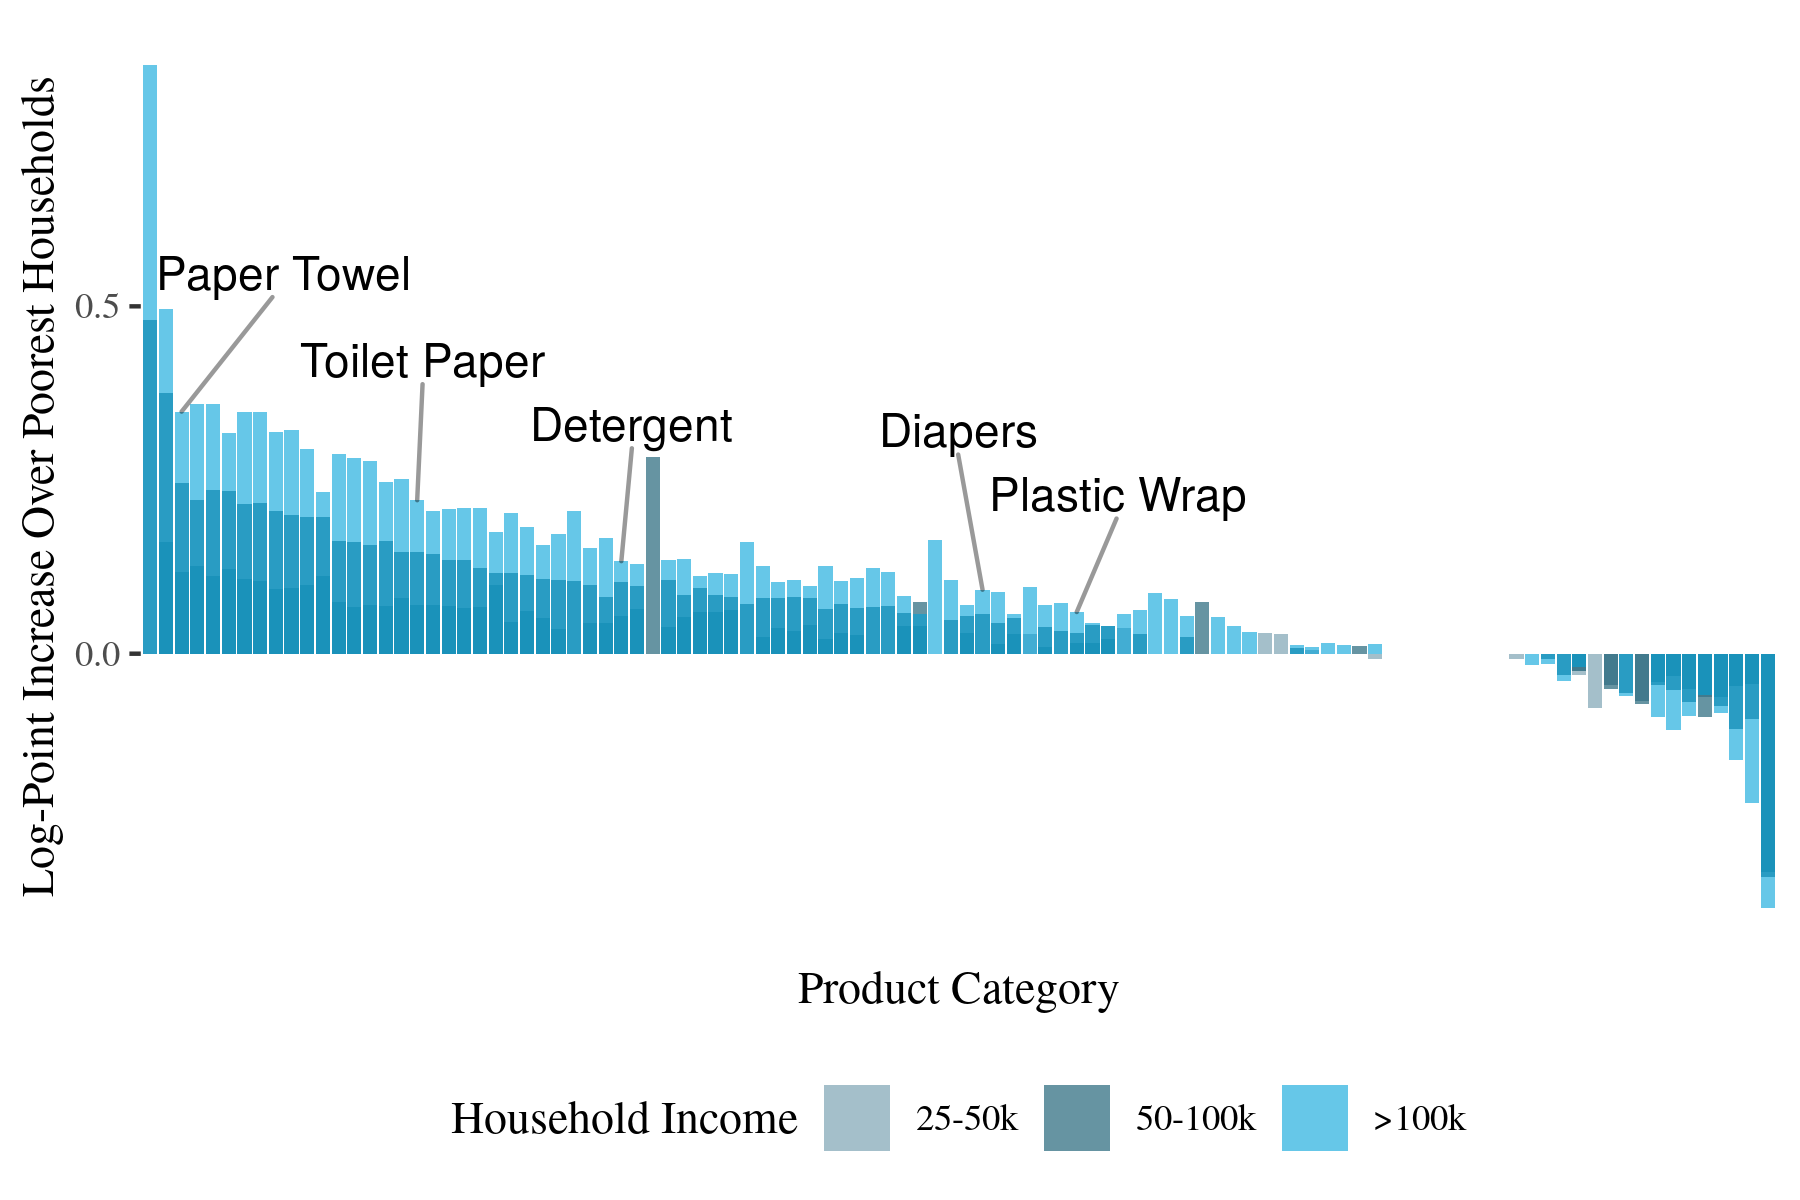 Log-Point Increase Over Poorest Households
0.5
0.0
Paper Towel
Toilet Paper
Detergent
Diapers
Plastic Wrap
Product Category
Household Income 25-50k 50-100k >100k